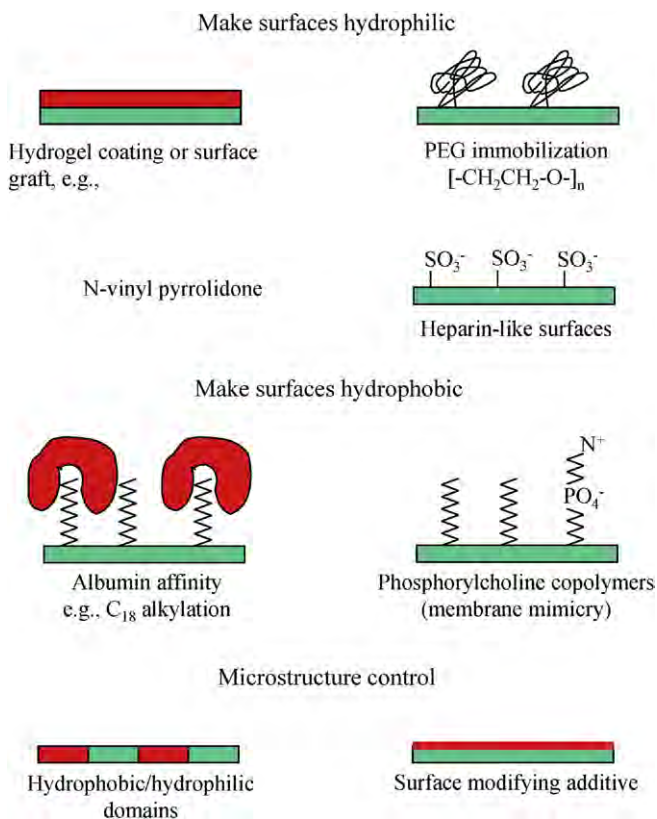 Make surfaces hydrophilic
Hydrogel coating or surface
graft, e.g.,
PEG immobilization
[-CH₂CH₂-O-]ₙ
N-vinyl pyrrolidone
SO₃⁻ SO₃⁻ SO₃⁻
Heparin-like surfaces
Make surfaces hydrophobic
Albumin affinity
e.g., C₁₈ alkylation
N⁺
PO₄⁻
Phosphorylcholine copolymers
(membrane mimicry)
Microstructure control
Hydrophobic/hydrophilic
domains
Surface modifying additive